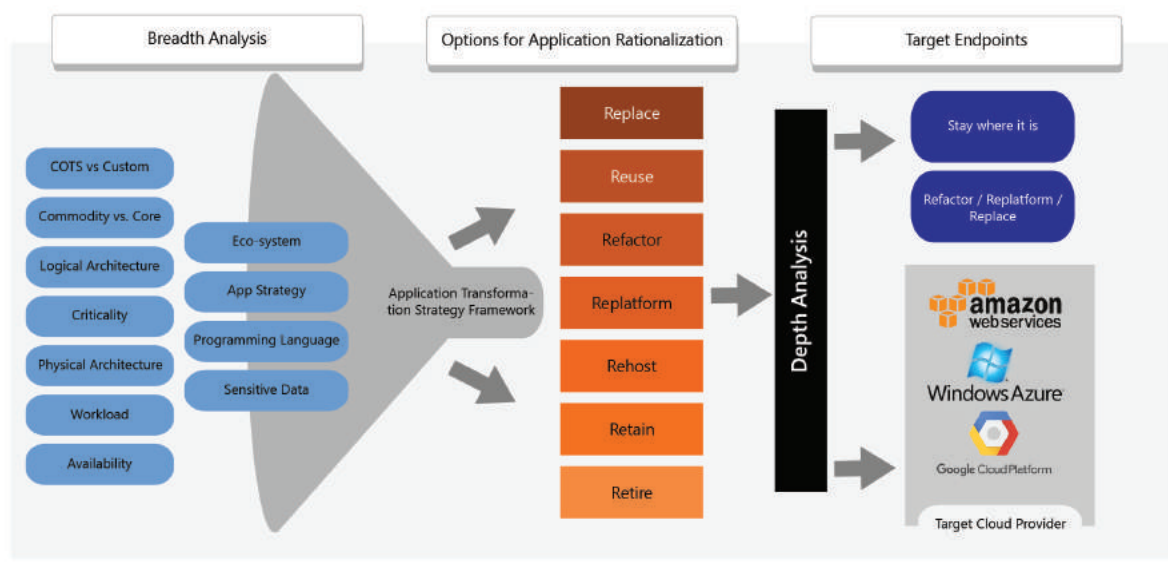 Breadth Analysis
Options for Application Rationalization
Target Endpoints
COTS vs Custom
Commodity vs. Core
Logical Architecture
Criticality
Physical Architecture
Workload
Availability
Eco-system
App Strategy
Programming Language
Sensitive Data
Application Transforma-
tion Strategy Framework
Replace
Reuse
Refactor
Replatform
Rehost
Retain
Retire
Depth Analysis
Stay where it is
Refactor / Replatform /
Replace
amazon
webservices
Windows Azure
Google Cloud Platform
Target Cloud Provider